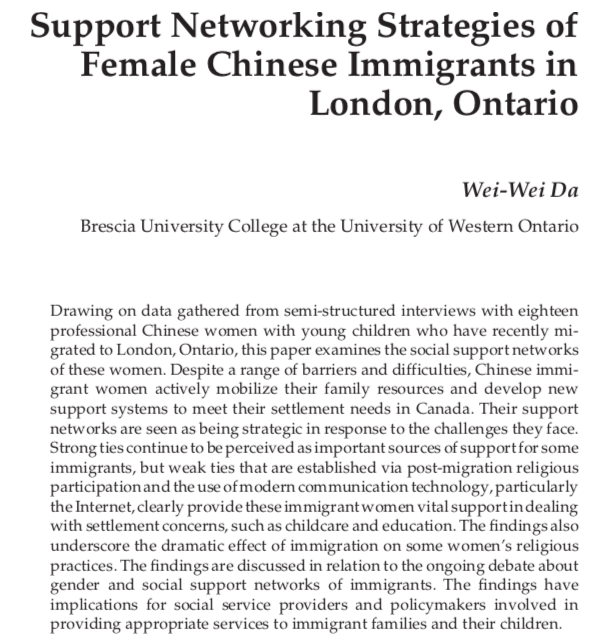 Support Networking Strategies of
Female Chinese Immigrants in
London, Ontario
Wei-Wei Da
Brescia University College at the University of Western Ontario
Drawing on data gathered from semi-structured interviews with eighteen
professional Chinese women with young children who have recently mi-
grated to London, Ontario, this paper examines the social support networks
of these women. Despite a range of barriers and difficulties, Chinese immi-
grant women actively mobilize their family resources and develop new
support systems to meet their settlement needs in Canada. Their support
networks are seen as being strategic in response to the challenges they face.
Strong ties continue to be perceived as important sources of support for some
immigrants, but weak ties that are established via post-migration religious
participation and the use of modern communication technology, particularly
the Internet, clearly provide these immigrant women vital support in dealing
with settlement concerns, such as childcare and education. The findings also
underscore the dramatic effect of immigration on some women's religious
practices. The findings are discussed in relation to the ongoing debate about
gender and social support networks of immigrants. The findings have
implications for social service providers and policymakers involved in
providing appropriate services to immigrant families and their children.